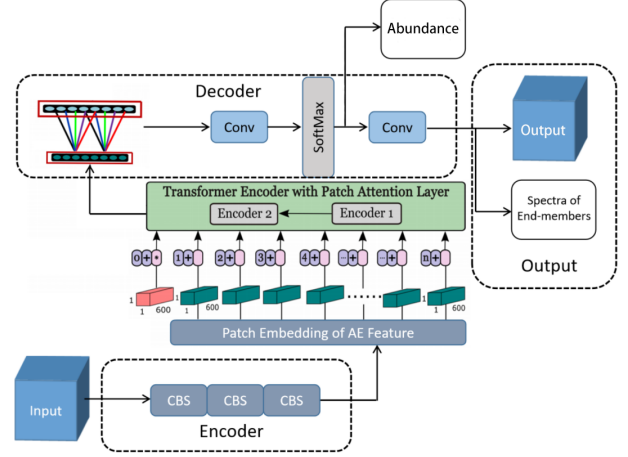 Abundance
Decoder
Conv
SoftMax
Conv
Output
Spectra of
End-members
Output
Transformer Encoder with Patch Attention Layer
Encoder 2
Encoder 1
0 + *
1 +
2 +
3 +
4 +
... +
... +
n +
1
1
600
1
1
600
......
1
600
Patch Embedding of AE Feature
Input
CBS
CBS
CBS
Encoder